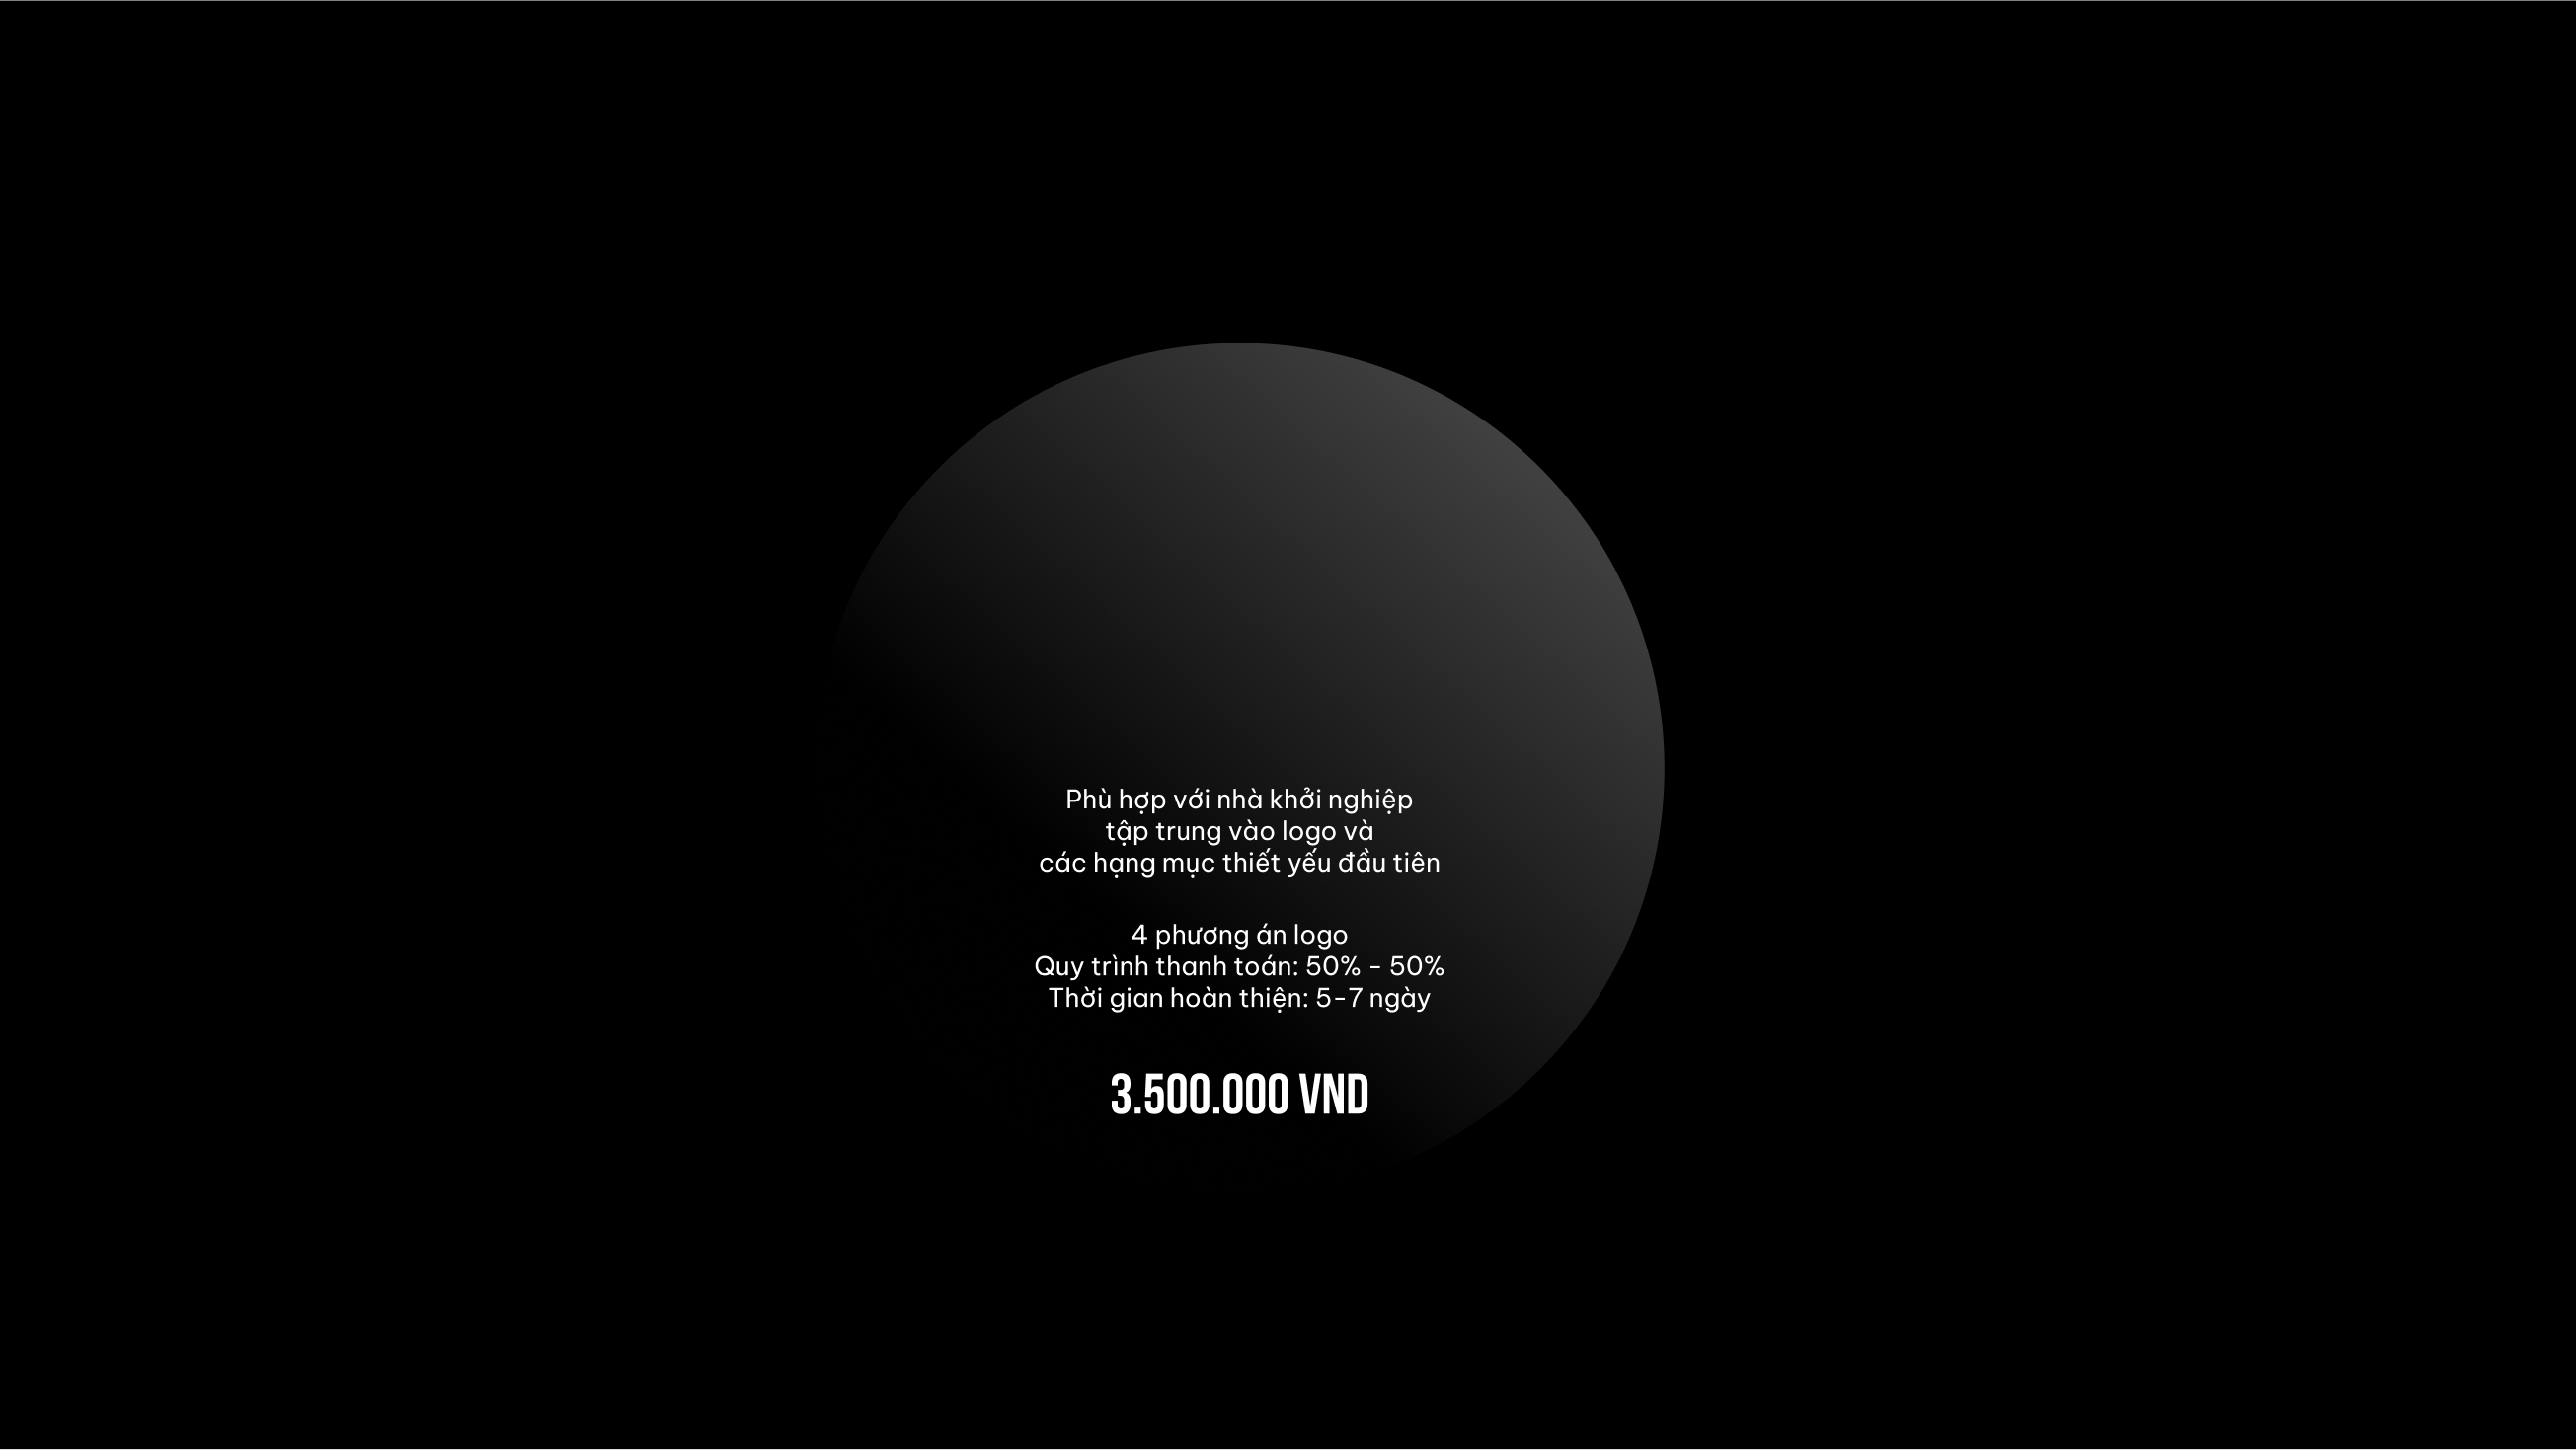 Phù hợp với nhà khởi nghiệp
tập trung vào logo và
các hạng mục thiết yếu đầu tiên
4 phương án logo
Quy trình thanh toán: 50% - 50%
Thời gian hoàn thiện: 5-7 ngày
3.500.000 VND